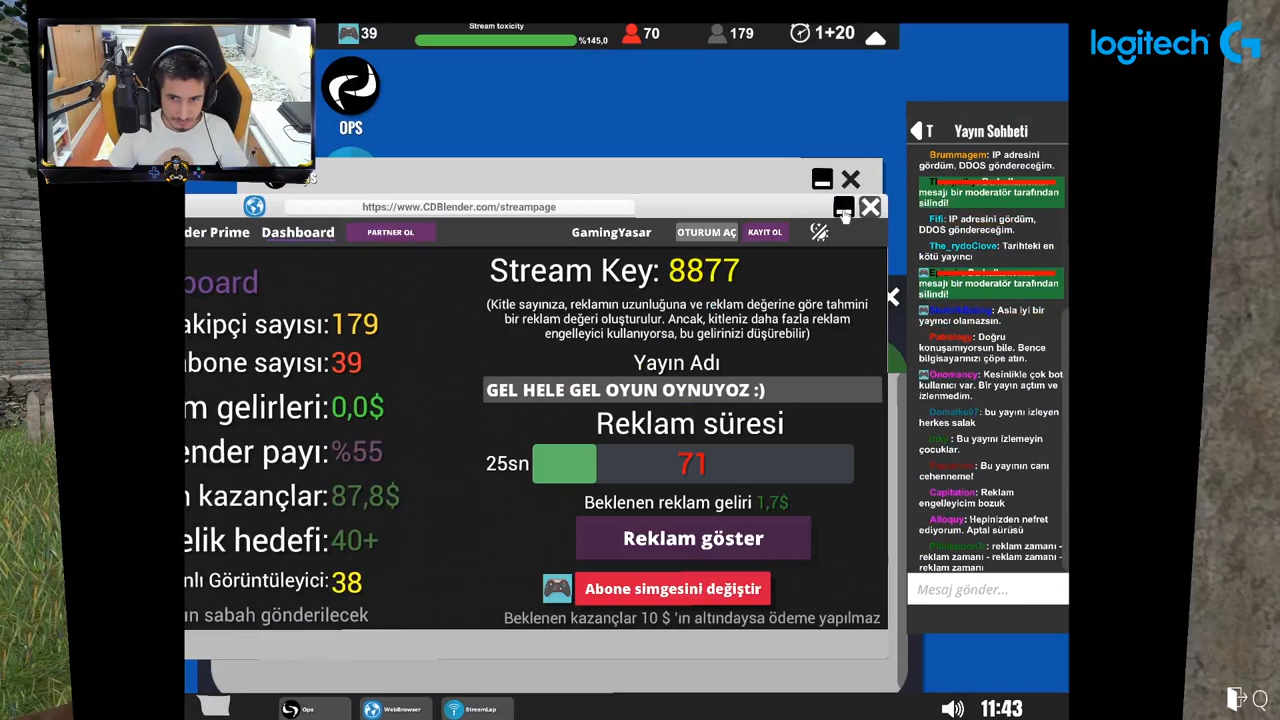 39
Stream toxicity
%145,0
70
179
1+20
logitech G
OPS
T
Yayın Sohbeti
Brummagem: IP adresini
gördüm, DDOS göndereceğim.
mesajı bir moderatör tarafından
silindi!
Fifi: IP adresini gördüm,
DDOS göndereceğim.
The_rydoClove: Tarihteki en
kötü yayıncı
mesajı bir moderatör tarafından
silindi!
Asla iyi bir
yayıncı olamazsın.
Patrology: Doğru
konuşamıyorsun bile. Bence
bilgisayarınızı çöpe atın.
Onomancy: Kesinlikle çok bot
kullanıcı var. Bir yayın açtım ve
izlenmedim.
Domaike07: bu yayını izleyen
herkes salak
Inky: Bu yayını izlemeyin
çocuklar.
Bu yayının canı
cehenneme!
Capitation: Reklam
engelleyicim bozuk
Alloquy: Hepinizden nefret
ediyorum. Aptal sürüsü
reklam zamanı -
reklam zamanı - reklam zamanı -
reklam zamanı
Mesaj gönder...
https://www.CDBlender.com/streampage
der Prime
Dashboard
PARTNER OL
GamingYasar
OTURUM AÇ
KAYIT OL
board
akipçi sayısı:179
abone sayısı:39
m gelirleri:0,0$
ender payı:%55
n kazançlar:87,8$
elik hedefi:40+
nlı Görüntüleyici: 38
ın sabah gönderilecek
Stream Key: 8877
(Kitle sayınıza, reklamın uzunluğuna ve reklam değerine göre tahmini
bir reklam değeri oluşturulur. Ancak, kitleniz daha fazla reklam
engelleyici kullanıyorsa, bu gelirinizi düşürebilir)
Yayın Adı
GEL HELE GEL OYUN OYNUYOZ :)
Reklam süresi
25sn
71
Beklenen reklam geliri 1,7$
Reklam göster
Abone simgesini değiştir
Beklenen kazançlar 10 $ 'ın altındaysa ödeme yapılmaz
Ops
WebBrowser
StreamLap
11:43
Q